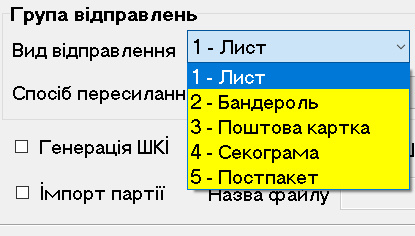 Група відправлень
Вид відправлення 1 - Лист
1 - Лист
2 - Бандероль
Спосіб пересиланн
3 - Поштова картка
Генерація ШКІ 4 - Секограма
5 - Постпакет
Імпорт партії Назва файлу